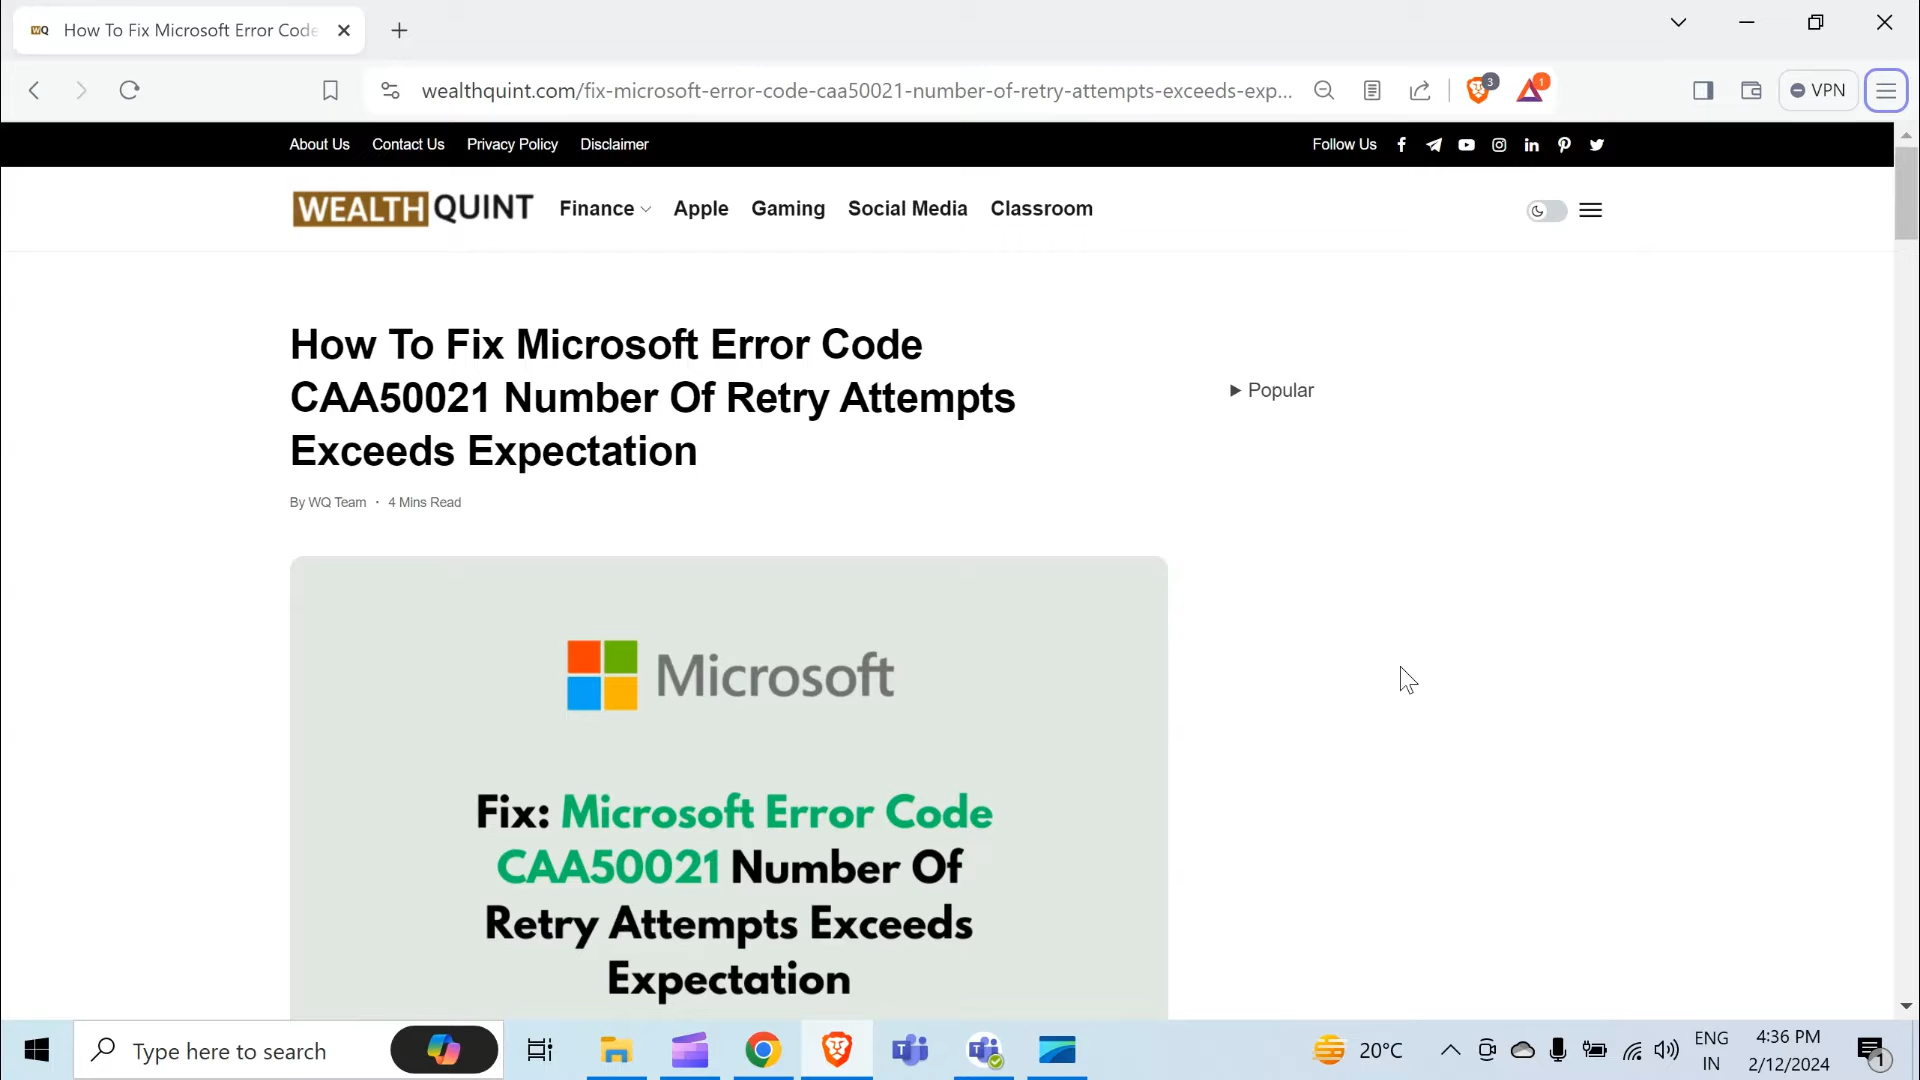 WQ How To Fix Microsoft Error Code
wealthquint.com/fix-microsoft-error-code-caa50021-number-of-retry-attempts-exceeds-exp...
3
1
VPN
About Us Contact Us Privacy Policy Disclaimer
Follow Us
WEALTH QUINT
Finance Apple Gaming Social Media Classroom
How To Fix Microsoft Error Code
CAA50021 Number Of Retry Attempts
Exceeds Expectation
Popular
By WQ Team · 4 Mins Read
Microsoft
Fix: Microsoft Error Code
CAA50021 Number Of
Retry Attempts Exceeds
Expectation
Type here to search
20°C
ENG
IN
4:36 PM
2/12/2024
1